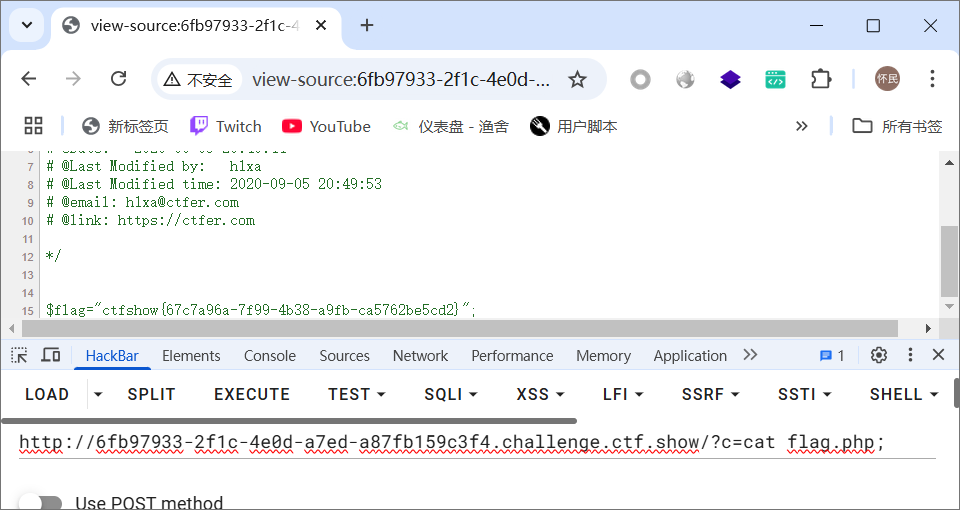 view-source:6fb97933-2f1c-4
不安全 view-source:6fb97933-2f1c-4e0d-... 怀民
新标签页 Twitch YouTube 仪表盘 - 渔舍 用户脚本 » 所有书签
7 # @Last Modified by: hlxa
8 # @Last Modified time: 2020-09-05 20:49:53
9 # @email: hlxa@ctfer.com
10 # @link: https://ctfer.com
11
12 */
13
14
15 $flag="ctfshow{67c7a96a-7f99-4b38-a9fb-ca5762be5cd2}";
HackBar Elements Console Sources Network Performance Memory Application 1
LOAD SPLIT EXECUTE TEST SQLI XSS LFI SSRF SSTI SHELL
http://6fb97933-2f1c-4e0d-a7ed-a87fb159c3f4.challenge.ctf.show/?c=cat flag.php;
Use POST method